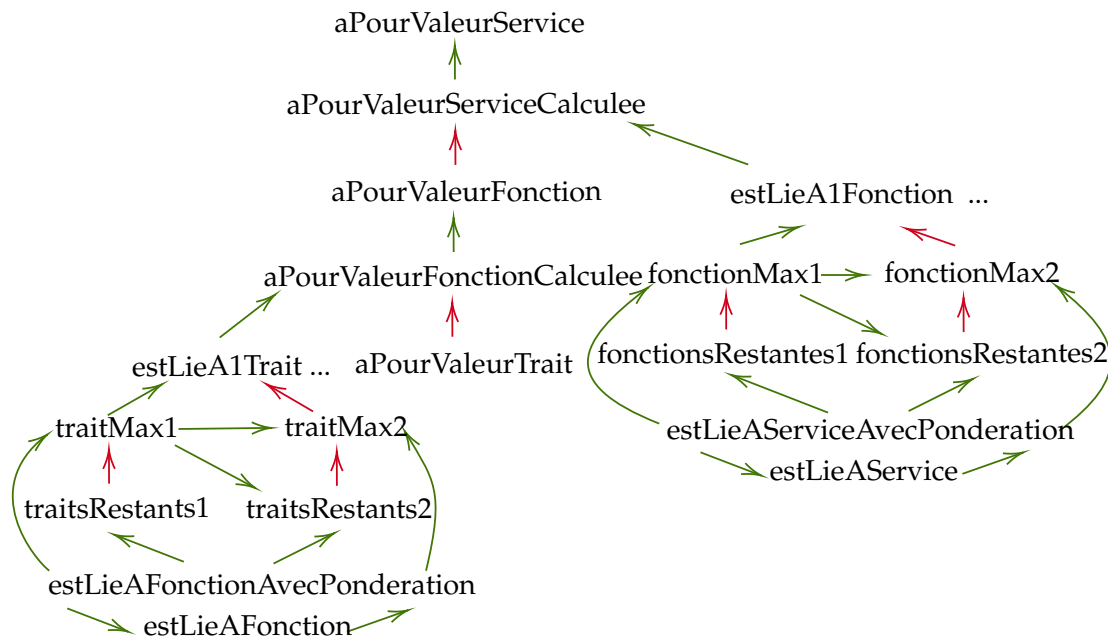 aPourValeurService
aPourValeurServiceCalculee
aPourValeurFonction
estLieA1Fonction ...
aPourValeurFonctionCalculee
fonctionMax1
fonctionMax2
estLieA1Trait ...
aPourValeurTrait
fonctionsRestantes1
fonctionsRestantes2
traitMax1
traitMax2
estLieAServiceAvecPonderation
estLieAService
traitsRestants1
traitsRestants2
estLieAFonctionAvecPonderation
estLieAFonction